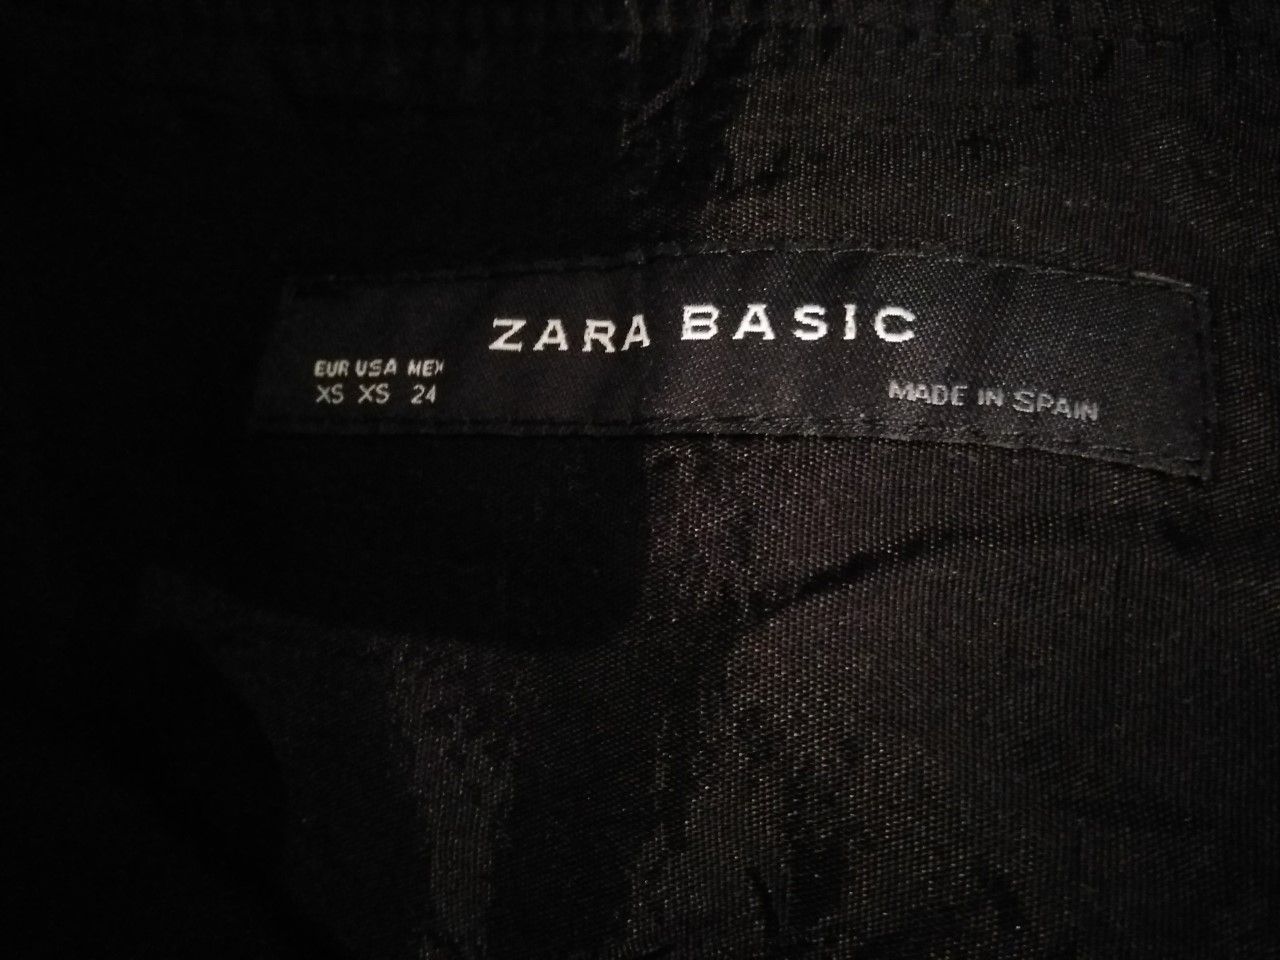 ZARA BASIC
EUR USA MEX
XS XS 24
MADE IN SPAIN